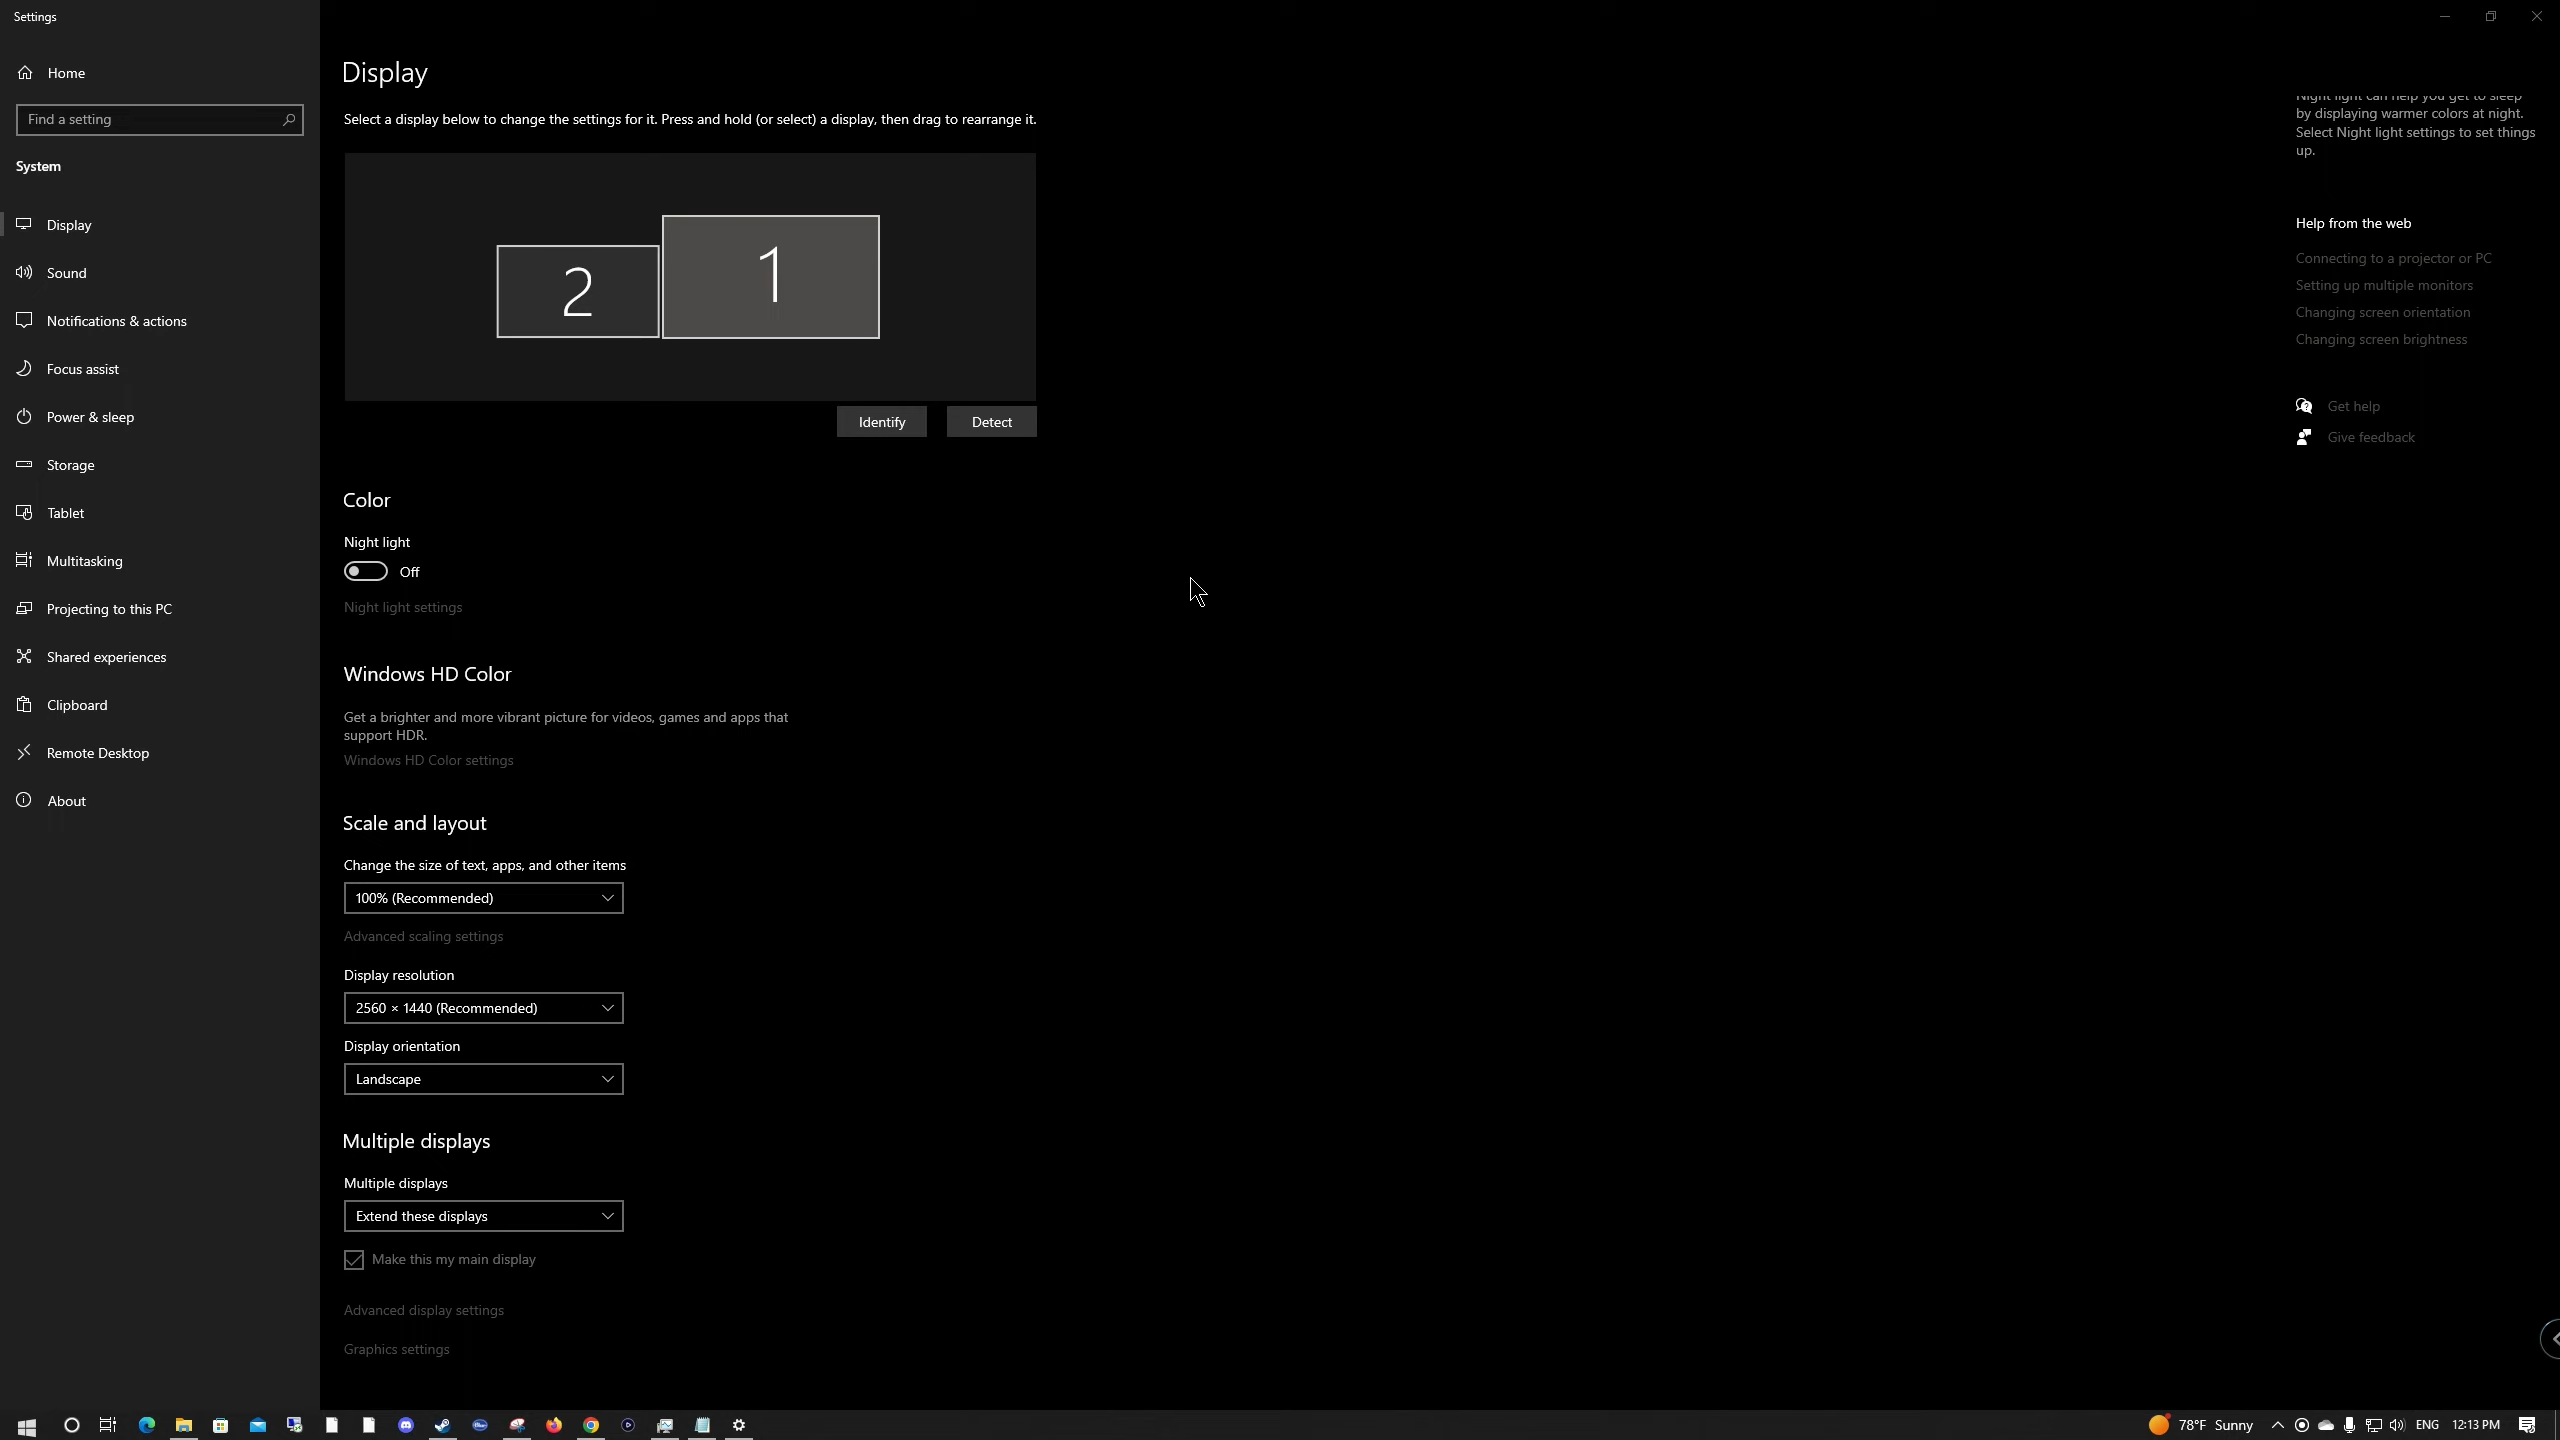 Settings
Home
Find a setting
System
Display
Sound
Notifications & actions
Focus assist
Power & sleep
Storage
Tablet
Multitasking
Projecting to this PC
Shared experiences
Clipboard
Remote Desktop
About
Display
Select a display below to change the settings for it. Press and hold (or select) a display, then drag to rearrange it.
2
1
Identify
Detect
Color
Night light
Off
Night light settings
Windows HD Color
Get a brighter and more vibrant picture for videos, games and apps that
support HDR.
Windows HD Color settings
Scale and layout
Change the size of text, apps, and other items
100% (Recommended)
Advanced scaling settings
Display resolution
2560 × 1440 (Recommended)
Display orientation
Landscape
Multiple displays
Multiple displays
Extend these displays
Make this my main display
Advanced display settings
Graphics settings
Night light can help you get to sleep
by displaying warmer colors at night.
Select Night light settings to set things
up.
Help from the web
Connecting to a projector or PC
Setting up multiple monitors
Changing screen orientation
Changing screen brightness
Get help
Give feedback
78°F Sunny
ENG
12:13 PM